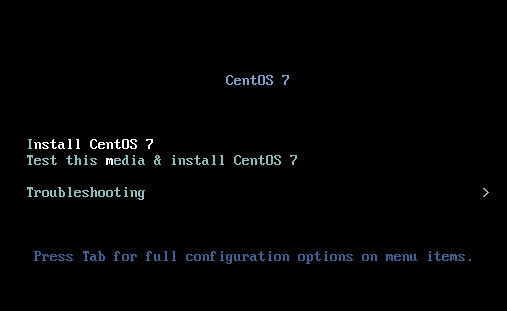 CentOS 7
Install CentOS 7
Test this media & install CentOS 7
Troubleshooting >
Press Tab for full configuration options on menu items.